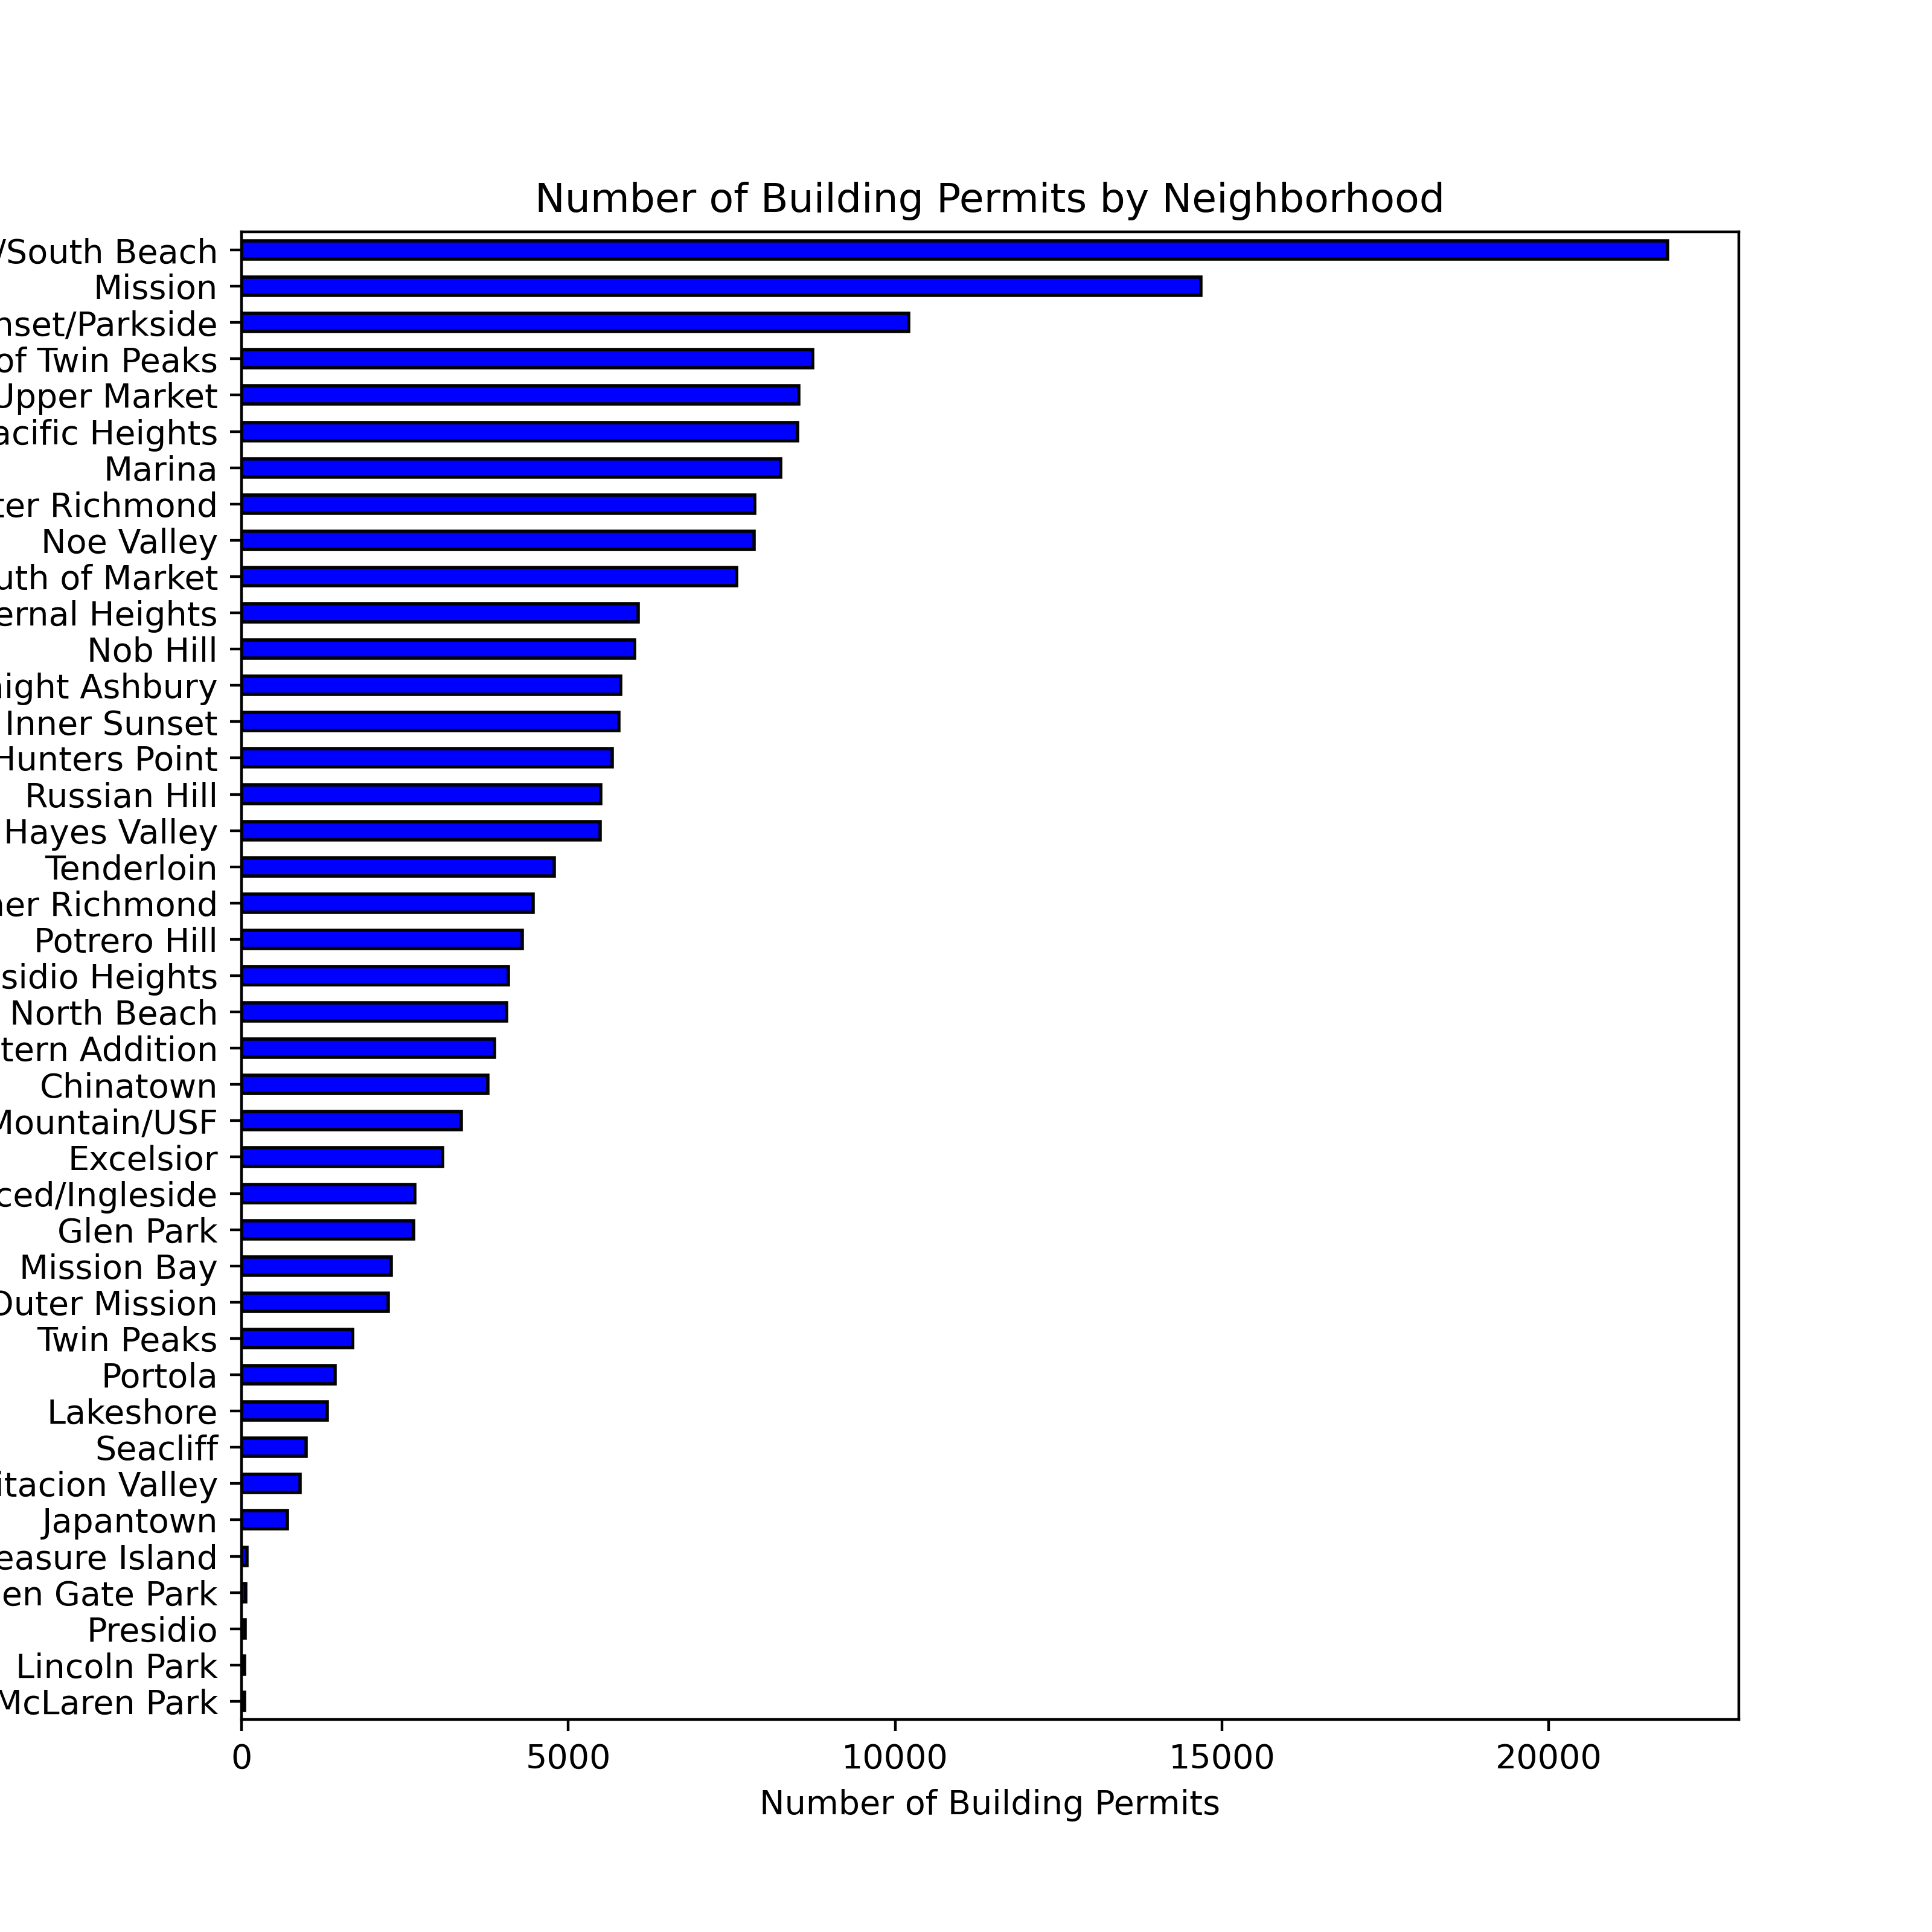 Number of Building Permits by Neighborhood
/South Beach
Mission
nset/Parkside
of Twin Peaks
Upper Market
acific Heights
Marina
ter Richmond
Noe Valley
uth of Market
ernal Heights
Nob Hill
aight Ashbury
Inner Sunset
Hunters Point
Russian Hill
Hayes Valley
Tenderloin
ner Richmond
Potrero Hill
sidio Heights
North Beach
tern Addition
Chinatown
Mountain/USF
Excelsior
ced/Ingleside
Glen Park
Mission Bay
Outer Mission
Twin Peaks
Portola
Lakeshore
Seacliff
itacion Valley
Japantown
easure Island
en Gate Park
Presidio
Lincoln Park
McLaren Park
0 5000 10000 15000 20000
Number of Building Permits